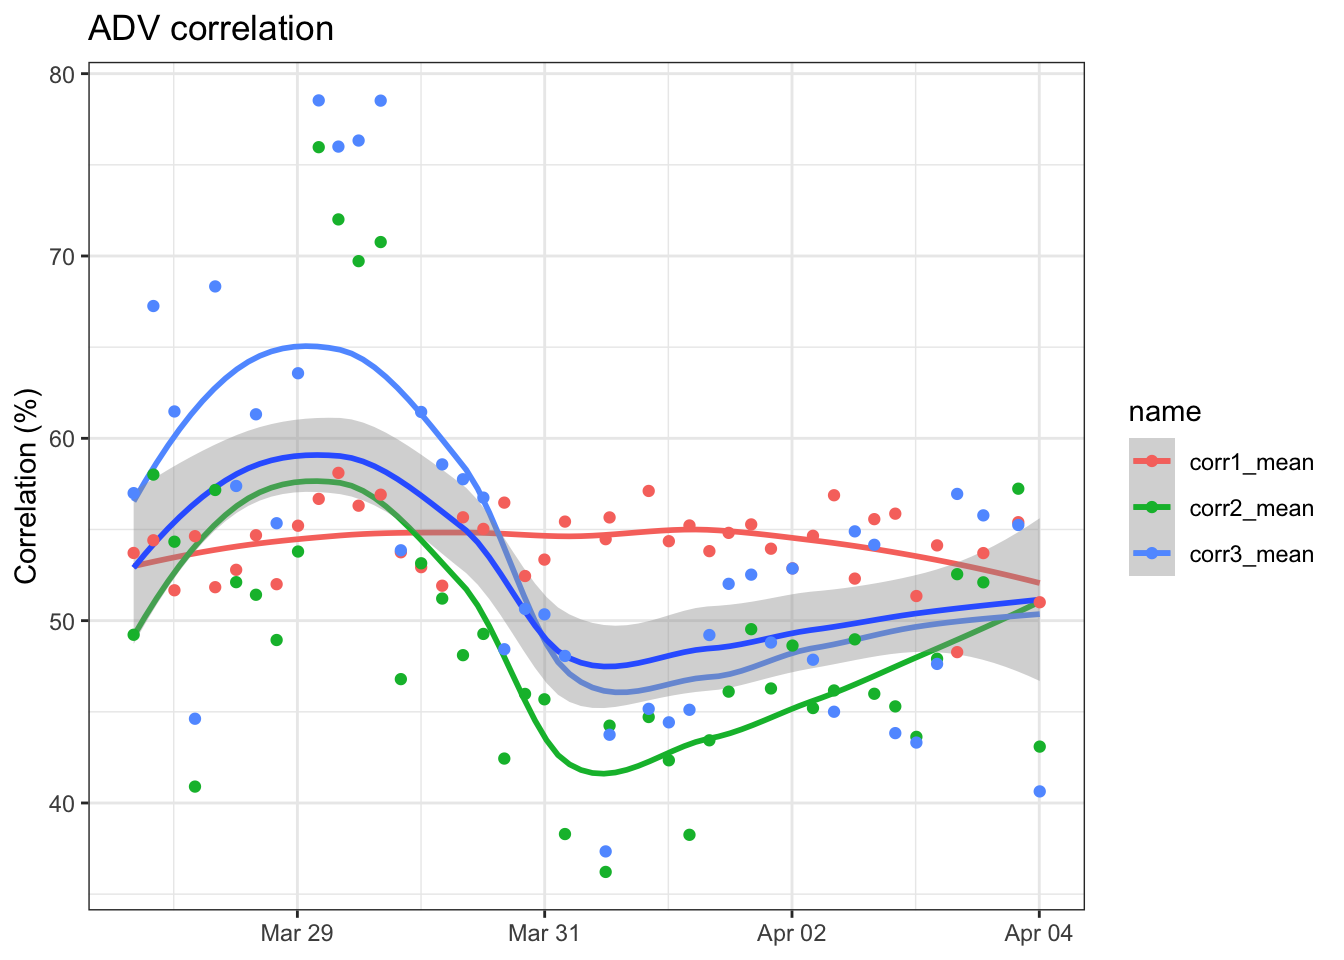 ADV correlation
Correlation (%)
80
70
60
50
40
Mar 29
Mar 31
Apr 02
Apr 04
name
corr1_mean
corr2_mean
corr3_mean